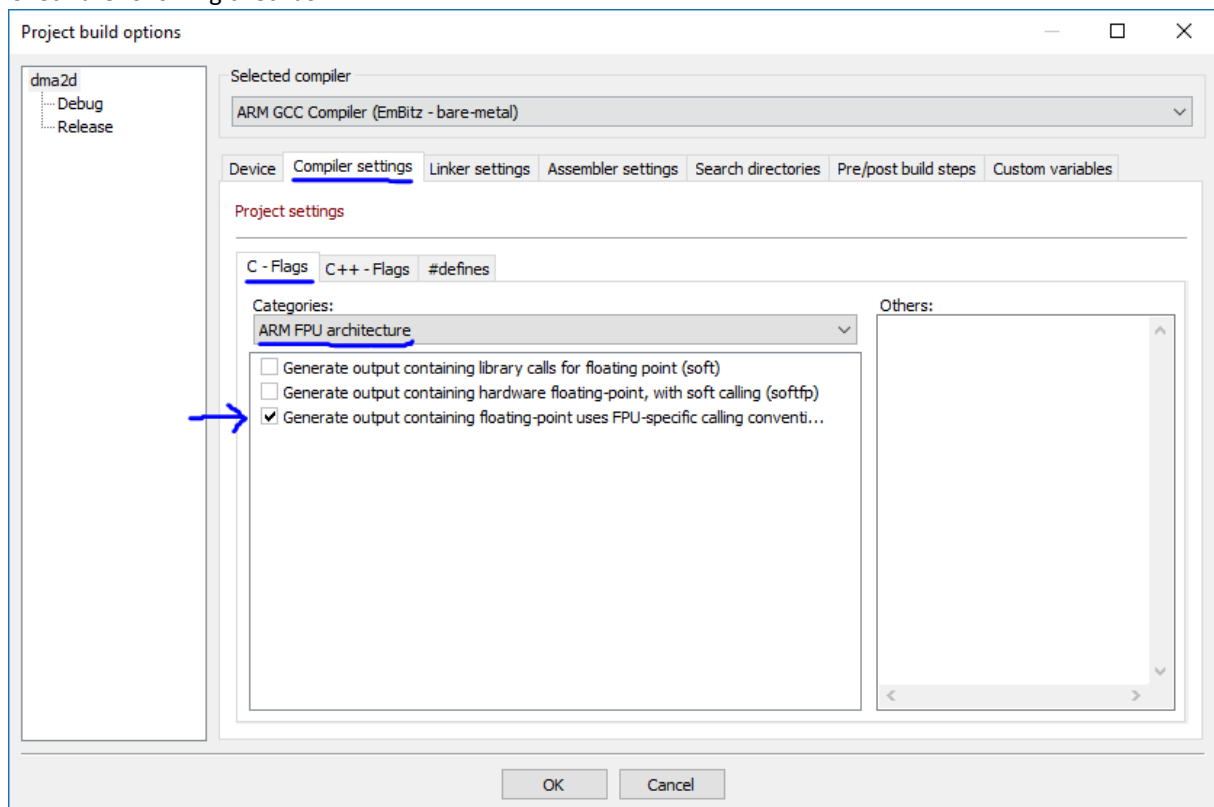 Project build options
dma2d
Debug
Release
Selected compiler
ARM GCC Compiler (EmBitz - bare-metal)
Device Compiler settings Linker settings Assembler settings Search directories Pre/post build steps Custom variables
Project settings
C - Flags C++ - Flags #defines
Categories:
ARM FPU architecture
Generate output containing library calls for floating point (soft)
Generate output containing hardware floating-point, with soft calling (softfp)
Generate output containing floating-point uses FPU-specific calling conventi...
Others:
OK Cancel